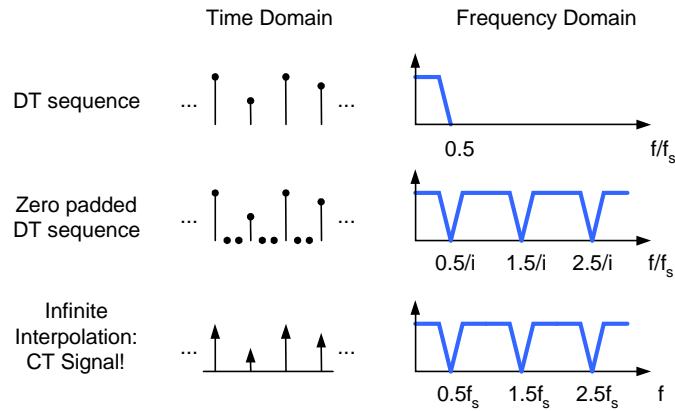 Time Domain Frequency Domain
DT sequence
... ...
0.5 f/fs
Zero padded
DT sequence
... ...
0.5/i 1.5/i 2.5/i f/fs
Infinite
Interpolation:
CT Signal!
... ...
0.5fs 1.5fs 2.5fs f